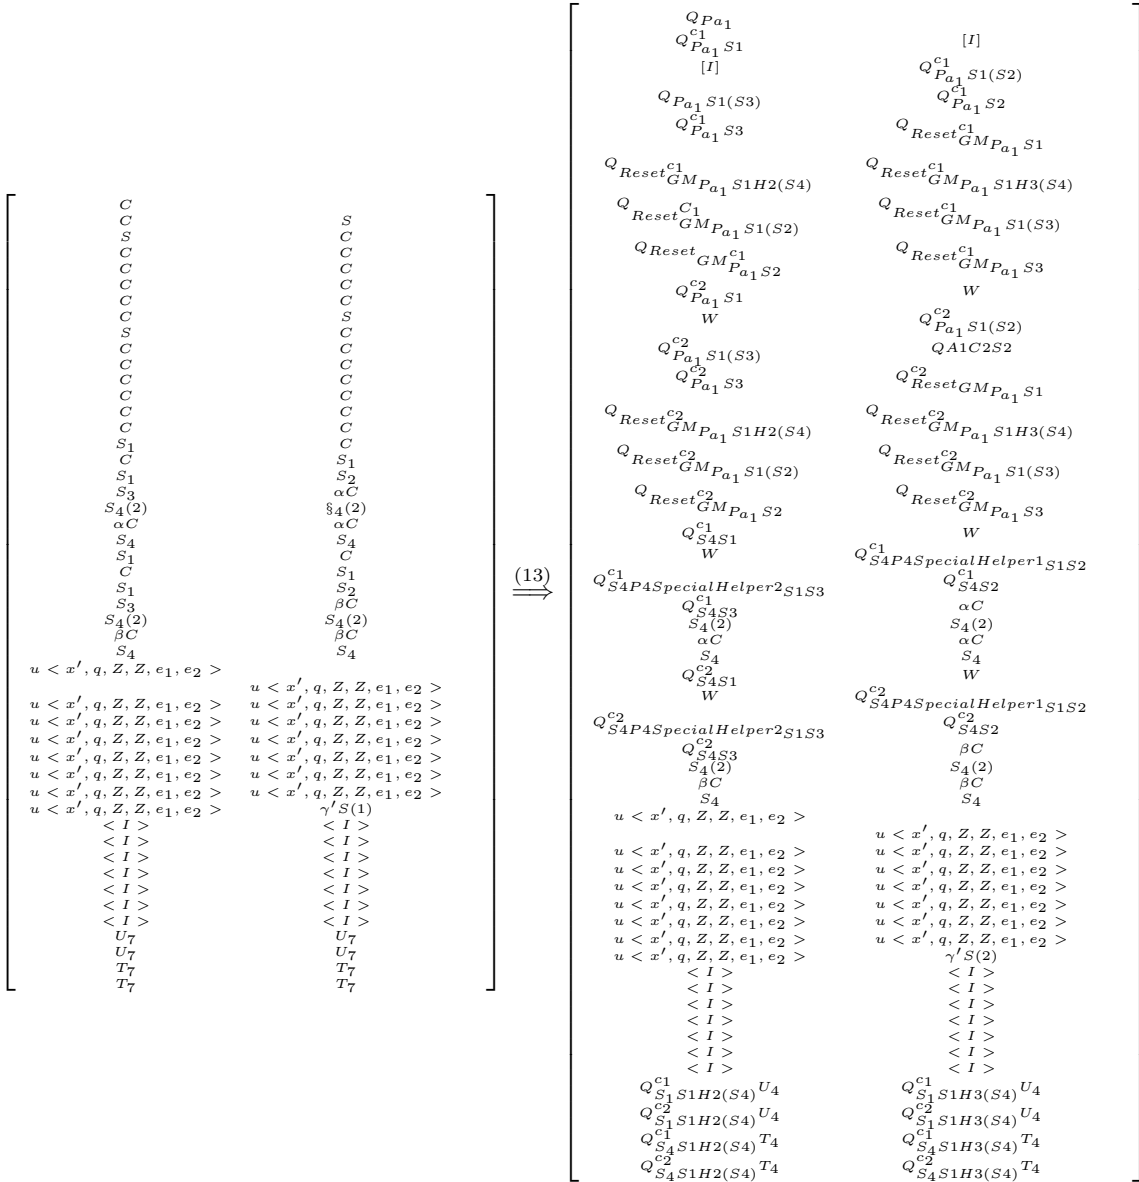 C
C S
S C
C C
C C
C C
C C
C S
S C
C C
C C
C C
C C
C C
C C
S_1 C
C S_1
S_1 S_2
S_3 αC
S_4(2) §_4(2)
αC αC
S_4 S_4
S_1 C
C S_1
S_1 S_2
S_3 βC
S_4(2) S_4(2)
βC βC
S_4 S_4
u < x′, q, Z, Z, e_1, e_2 >
u < x′, q, Z, Z, e_1, e_2 >
u < x′, q, Z, Z, e_1, e_2 > u < x′, q, Z, Z, e_1, e_2 >
u < x′, q, Z, Z, e_1, e_2 > u < x′, q, Z, Z, e_1, e_2 >
u < x′, q, Z, Z, e_1, e_2 > u < x′, q, Z, Z, e_1, e_2 >
u < x′, q, Z, Z, e_1, e_2 > u < x′, q, Z, Z, e_1, e_2 >
u < x′, q, Z, Z, e_1, e_2 > u < x′, q, Z, Z, e_1, e_2 >
u < x′, q, Z, Z, e_1, e_2 > u < x′, q, Z, Z, e_1, e_2 >
u < x′, q, Z, Z, e_1, e_2 > γ′S(1)
< I > < I >
< I > < I >
< I > < I >
< I > < I >
< I > < I >
< I > < I >
< I > < I >
U_7 U_7
U_7 U_7
T_7 T_7
T_7 T_7
(13) ⟹
Q_{Pa_1}
Q^{c1}_{Pa_1 S1} [I]
[I] Q^{c1}_{Pa_1 S1(S2)}
Q_{Pa_1 S1(S3)} Q^{c1}_{Pa_1 S2}
Q^{c1}_{Pa_1 S3} Q_{Reset^{c1}_{GM_{Pa_1} S1}}
Q_{Reset^{c1}_{GM_{Pa_1} S1H2(S4)}} Q_{Reset^{c1}_{GM_{Pa_1} S1H3(S4)}}
Q_{Reset^{C1}_{GM_{Pa_1} S1(S2)}} Q_{Reset^{c1}_{GM_{Pa_1} S1(S3)}}
Q_{Reset_{GM^{c1}_{Pa_1 S2}}} Q_{Reset^{c1}_{GM_{Pa_1} S3}}
Q^{c2}_{Pa_1 S1} W
W Q^{c2}_{Pa_1 S1(S2)}
Q^{c2}_{Pa_1 S1(S3)} QA1C2S2
Q^{c2}_{Pa_1 S3} Q^{c2}_{Reset_{GM_{Pa_1} S1}}
Q_{Reset^{c2}_{GM_{Pa_1} S1H2(S4)}} Q_{Reset^{c2}_{GM_{Pa_1} S1H3(S4)}}
Q_{Reset^{c2}_{GM_{Pa_1} S1(S2)}} Q_{Reset^{c2}_{GM_{Pa_1} S1(S3)}}
Q_{Reset^{c2}_{GM_{Pa_1} S2}} Q_{Reset^{c2}_{GM_{Pa_1} S3}}
Q^{c1}_{S4S1} W
W Q^{c1}_{S4P4SpecialHelper1_{S1S2}}
Q^{c1}_{S4P4SpecialHelper2_{S1S3}} Q^{c1}_{S4S2}
Q^{c1}_{S4S3} αC
S_4(2) S_4(2)
αC αC
S_4 S_4
Q^{c2}_{S4S1} W
W Q^{c2}_{S4P4SpecialHelper1_{S1S2}}
Q^{c2}_{S4P4SpecialHelper2_{S1S3}} Q^{c2}_{S4S2}
Q^{c2}_{S4S3} βC
S_4(2) S_4(2)
βC βC
S_4 S_4
u < x′, q, Z, Z, e_1, e_2 >
u < x′, q, Z, Z, e_1, e_2 >
u < x′, q, Z, Z, e_1, e_2 > u < x′, q, Z, Z, e_1, e_2 >
u < x′, q, Z, Z, e_1, e_2 > u < x′, q, Z, Z, e_1, e_2 >
u < x′, q, Z, Z, e_1, e_2 > u < x′, q, Z, Z, e_1, e_2 >
u < x′, q, Z, Z, e_1, e_2 > u < x′, q, Z, Z, e_1, e_2 >
u < x′, q, Z, Z, e_1, e_2 > u < x′, q, Z, Z, e_1, e_2 >
u < x′, q, Z, Z, e_1, e_2 > u < x′, q, Z, Z, e_1, e_2 >
u < x′, q, Z, Z, e_1, e_2 > γ′S(2)
< I > < I >
< I > < I >
< I > < I >
< I > < I >
< I > < I >
< I > < I >
< I > < I >
Q^{c1}_{S_1 S1H2(S4)} U_4 Q^{c1}_{S_1 S1H3(S4)} U_4
Q^{c2}_{S_1 S1H2(S4)} U_4 Q^{c2}_{S_1 S1H3(S4)} U_4
Q^{c1}_{S_4 S1H2(S4)} T_4 Q^{c1}_{S_4 S1H3(S4)} T_4
Q^{c2}_{S_4 S1H2(S4)} T_4 Q^{c2}_{S_4 S1H3(S4)} T_4